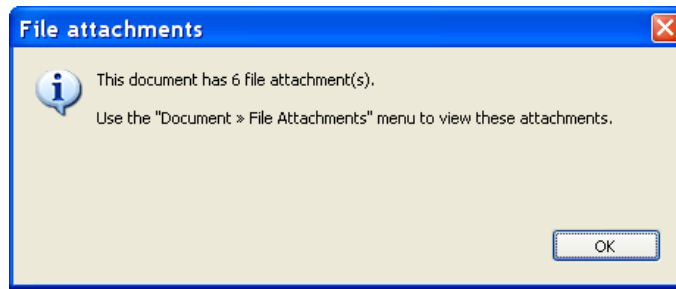 File attachments
This document has 6 file attachment(s).
Use the "Document » File Attachments" menu to view these attachments.
OK